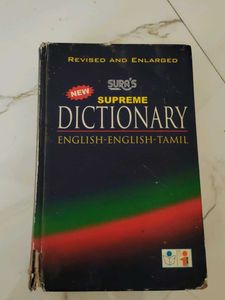 REVISED AND ENLARGED
SURA'S
NEW
SUPREME
DICTIONARY
ENGLISH-ENGLISH-TAMIL